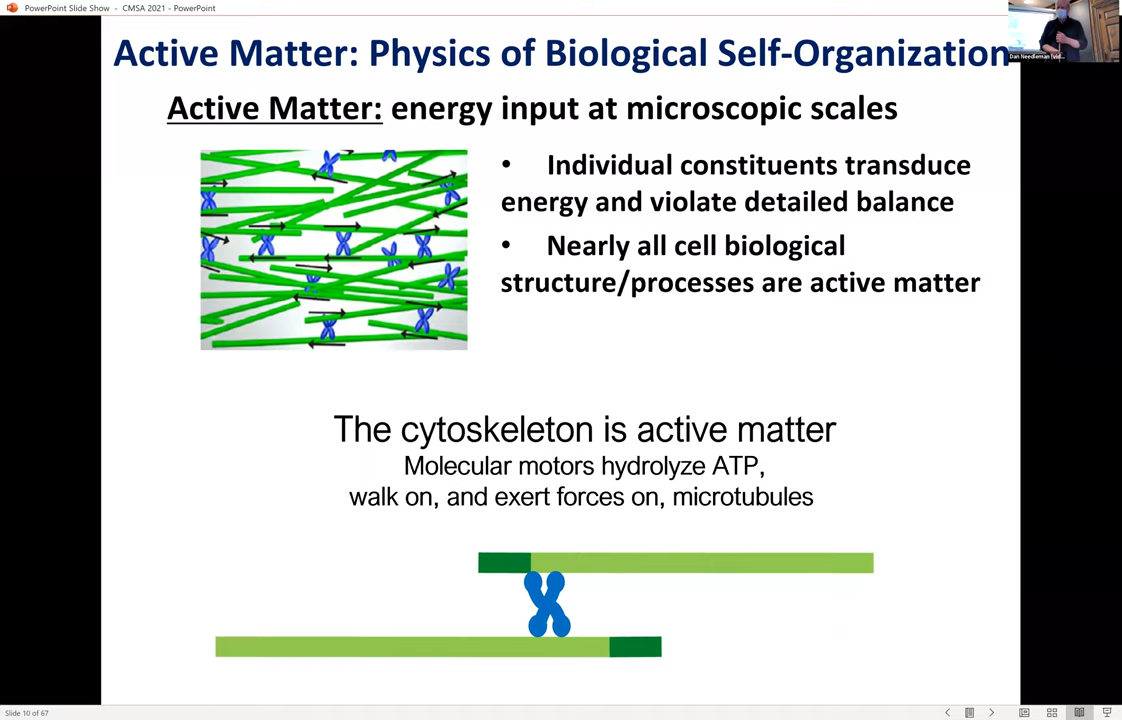 PowerPoint Slide Show - CMSA 2021 - PowerPoint
Active Matter: Physics of Biological Self-Organization
Dan Needleman
Active Matter: energy input at microscopic scales
• Individual constituents transduce
energy and violate detailed balance
• Nearly all cell biological
structure/processes are active matter
The cytoskeleton is active matter
Molecular motors hydrolyze ATP,
walk on, and exert forces on, microtubules
Slide 10 of 67